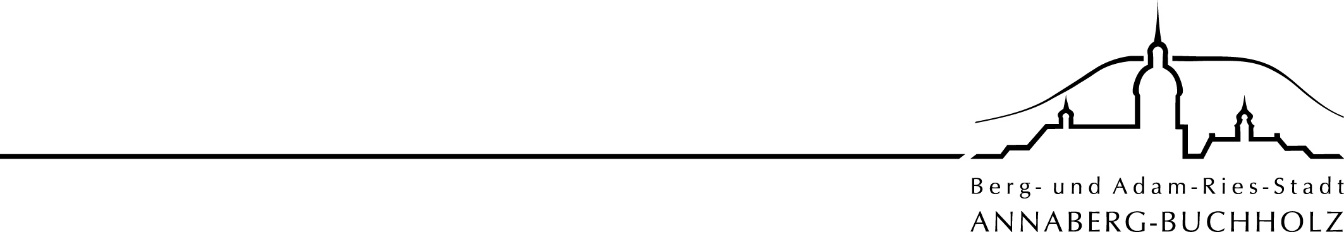 Berg- und Adam-Ries-Stadt
ANNABERG-BUCHHOLZ